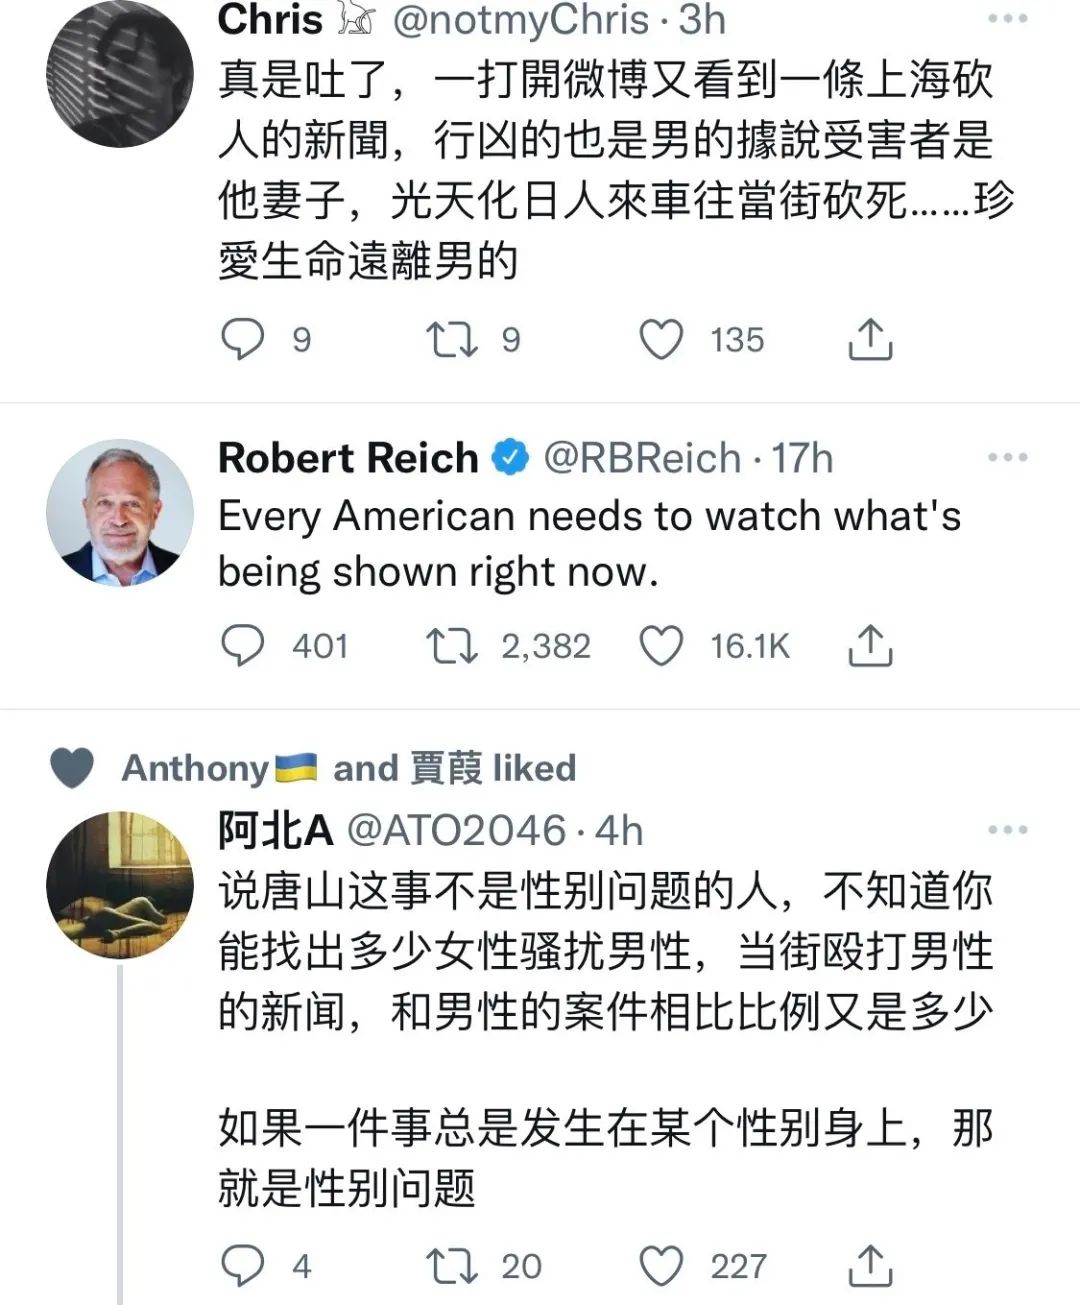 Chris @notmyChris · 3h
真是吐了，一打開微博又看到一條上海砍
人的新聞，行凶的也是男的據說受害者是
他妻子，光天化日人來車往當街砍死……珍
愛生命遠離男的
9 9 135
Robert Reich @RBReich · 17h
Every American needs to watch what's
being shown right now.
401 2,382 16.1K
Anthony🇺🇦 and 賈葭 liked
阿北A @ATO2046 · 4h
说唐山这事不是性别问题的人，不知道你
能找出多少女性骚扰男性，当街殴打男性
的新闻，和男性的案件相比比例又是多少
如果一件事总是发生在某个性别身上，那
就是性别问题
4 20 227